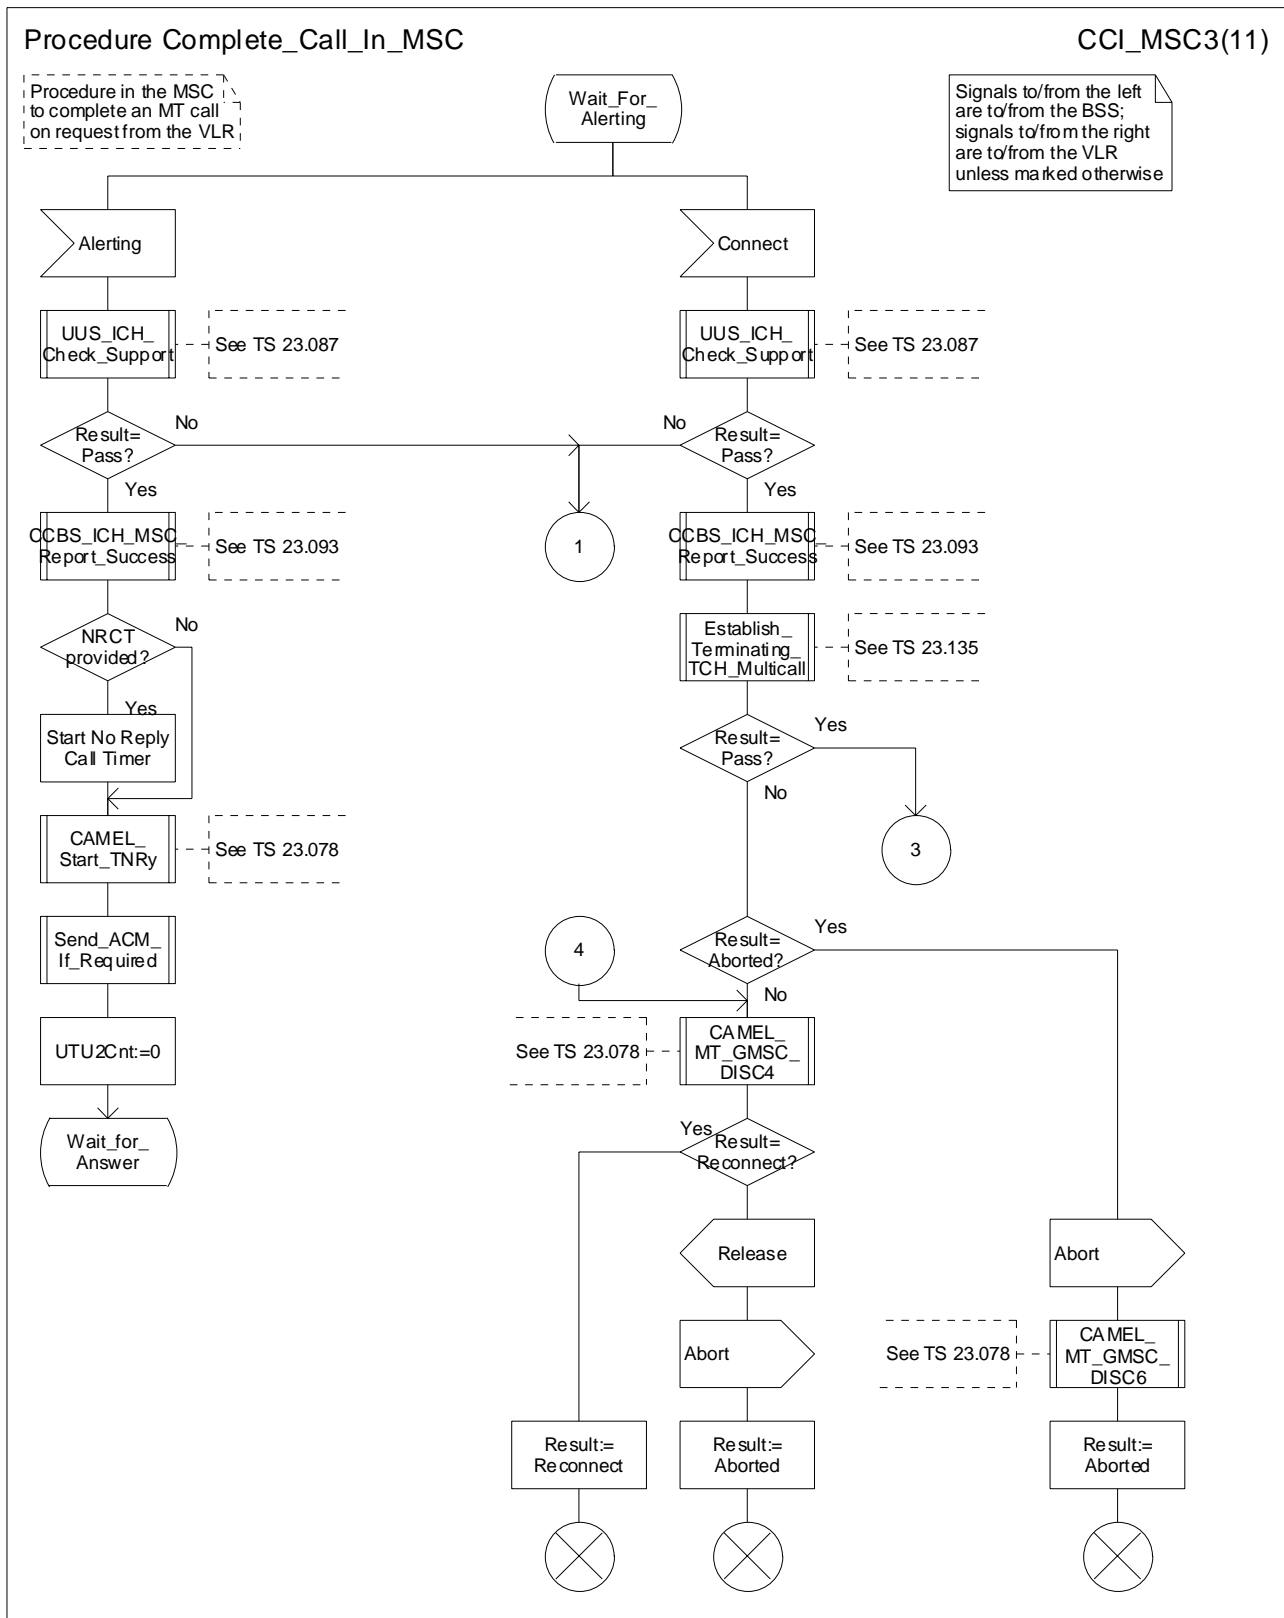 Procedure Complete_Call_In_MSC
CCI_MSC3(11)
Procedure in the MSC
to complete an MT call
on request from the VLR
Wait_For_
Alerting
Signals to/from the left
are to/from the BSS;
signals to/from the right
are to/from the VLR
unless marked otherwise
Alerting
Connect
UUS_ICH_
Check_Support
See TS 23.087
UUS_ICH_
Check_Support
See TS 23.087
Result=
Pass?
No
No
Result=
Pass?
Yes
Yes
CCBS_ICH_MSC_
Report_Success
See TS 23.093
1
CCBS_ICH_MSC_
Report_Success
See TS 23.093
NRCT
provided?
No
Establish_
Terminating_
TCH_Multicall
See TS 23.135
Yes
Start No Reply
Call Timer
Result=
Pass?
Yes
No
CAMEL_
Start_TNRy
See TS 23.078
3
Send_ACM_
If_Required
4
Result=
Aborted?
Yes
No
UTU2Cnt:=0
See TS 23.078
CAMEL_
MT_GMSC_
DISC4
Wait_for_
Answer
Yes
Result=
Reconnect?
Release
Abort
Abort
See TS 23.078
CAMEL_
MT_GMSC_
DISC6
Result:=
Reconnect
Result:=
Aborted
Result:=
Aborted